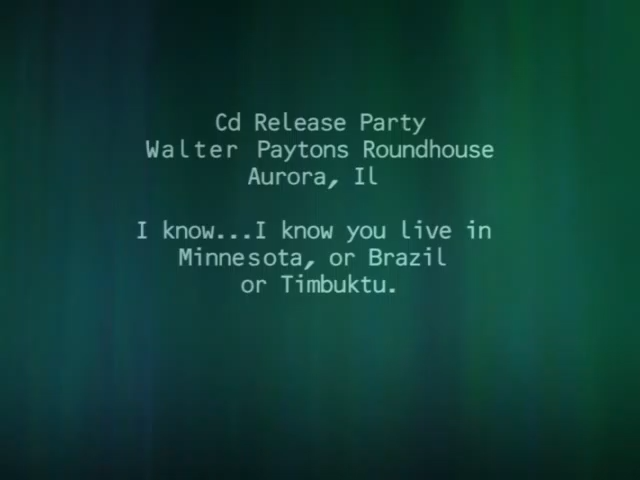 Cd Release Party
Walter Paytons Roundhouse
Aurora, Il
I know...I know you live in
Minnesota, or Brazil
or Timbuktu.